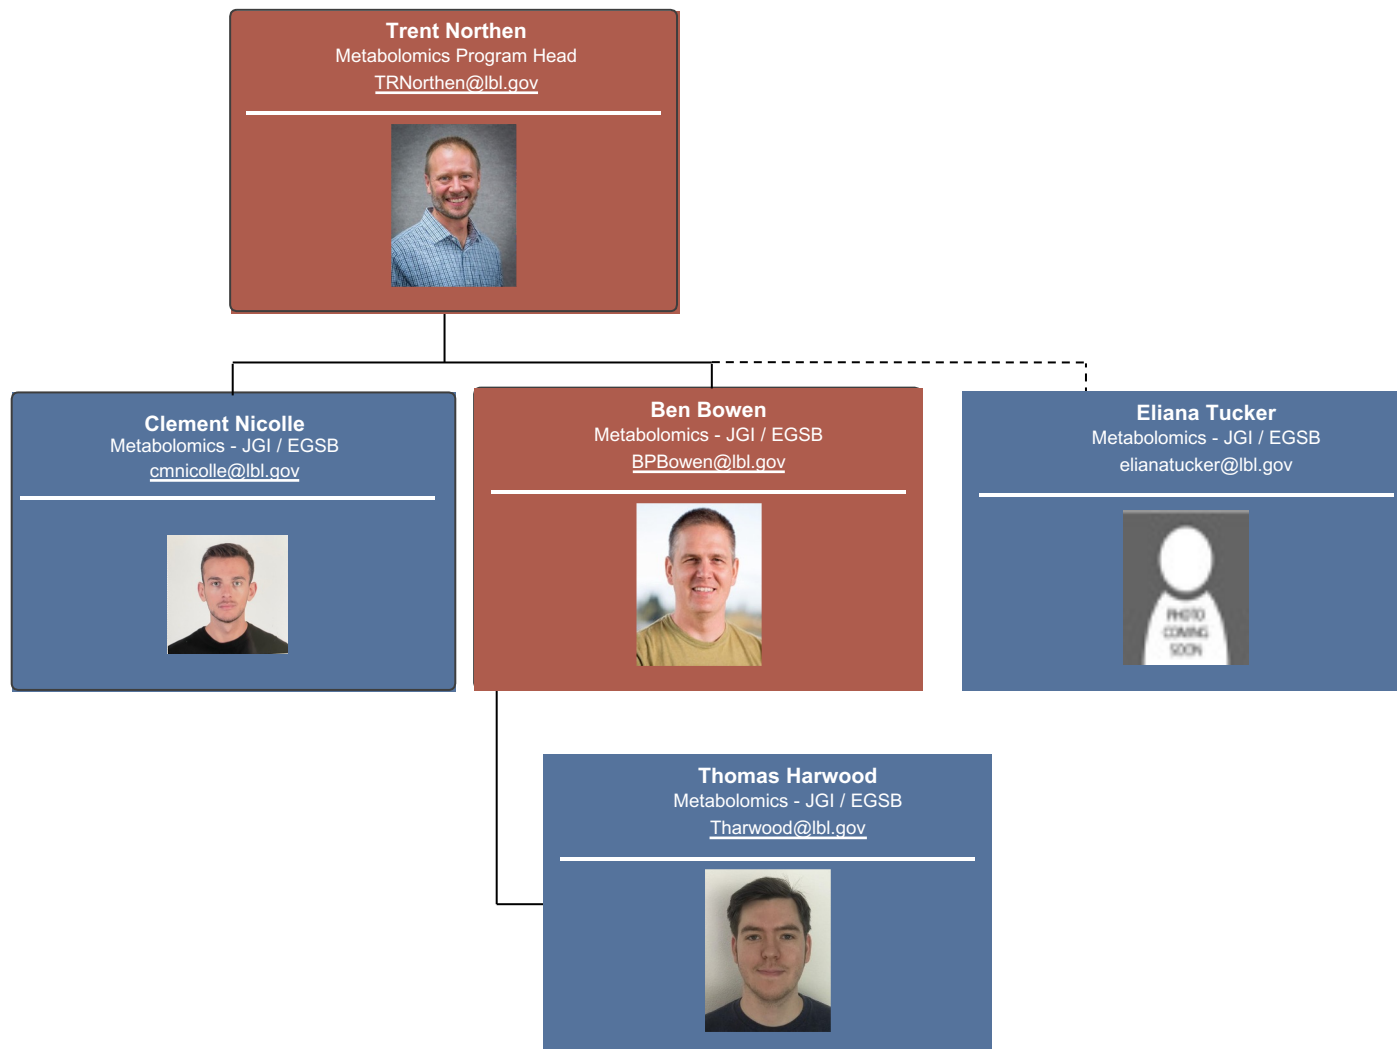 Trent Northen
Metabolomics Program Head
TRNorthen@lbl.gov
Clement Nicolle
Metabolomics - JGI / EGSB
cmnicolle@lbl.gov
Ben Bowen
Metabolomics - JGI / EGSB
BPBowen@lbl.gov
Eliana Tucker
Metabolomics - JGI / EGSB
elianatucker@lbl.gov
PHOTO
COMING
SOON
Thomas Harwood
Metabolomics - JGI / EGSB
Tharwood@lbl.gov